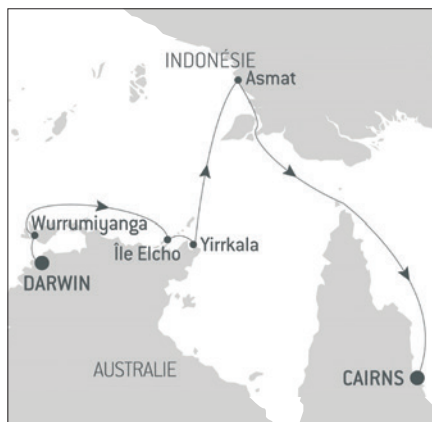 INDONÉSIE
Asmat
Wurrumiyanga
Île Elcho
Yirrkala
DARWIN
AUSTRALIE
CAIRNS